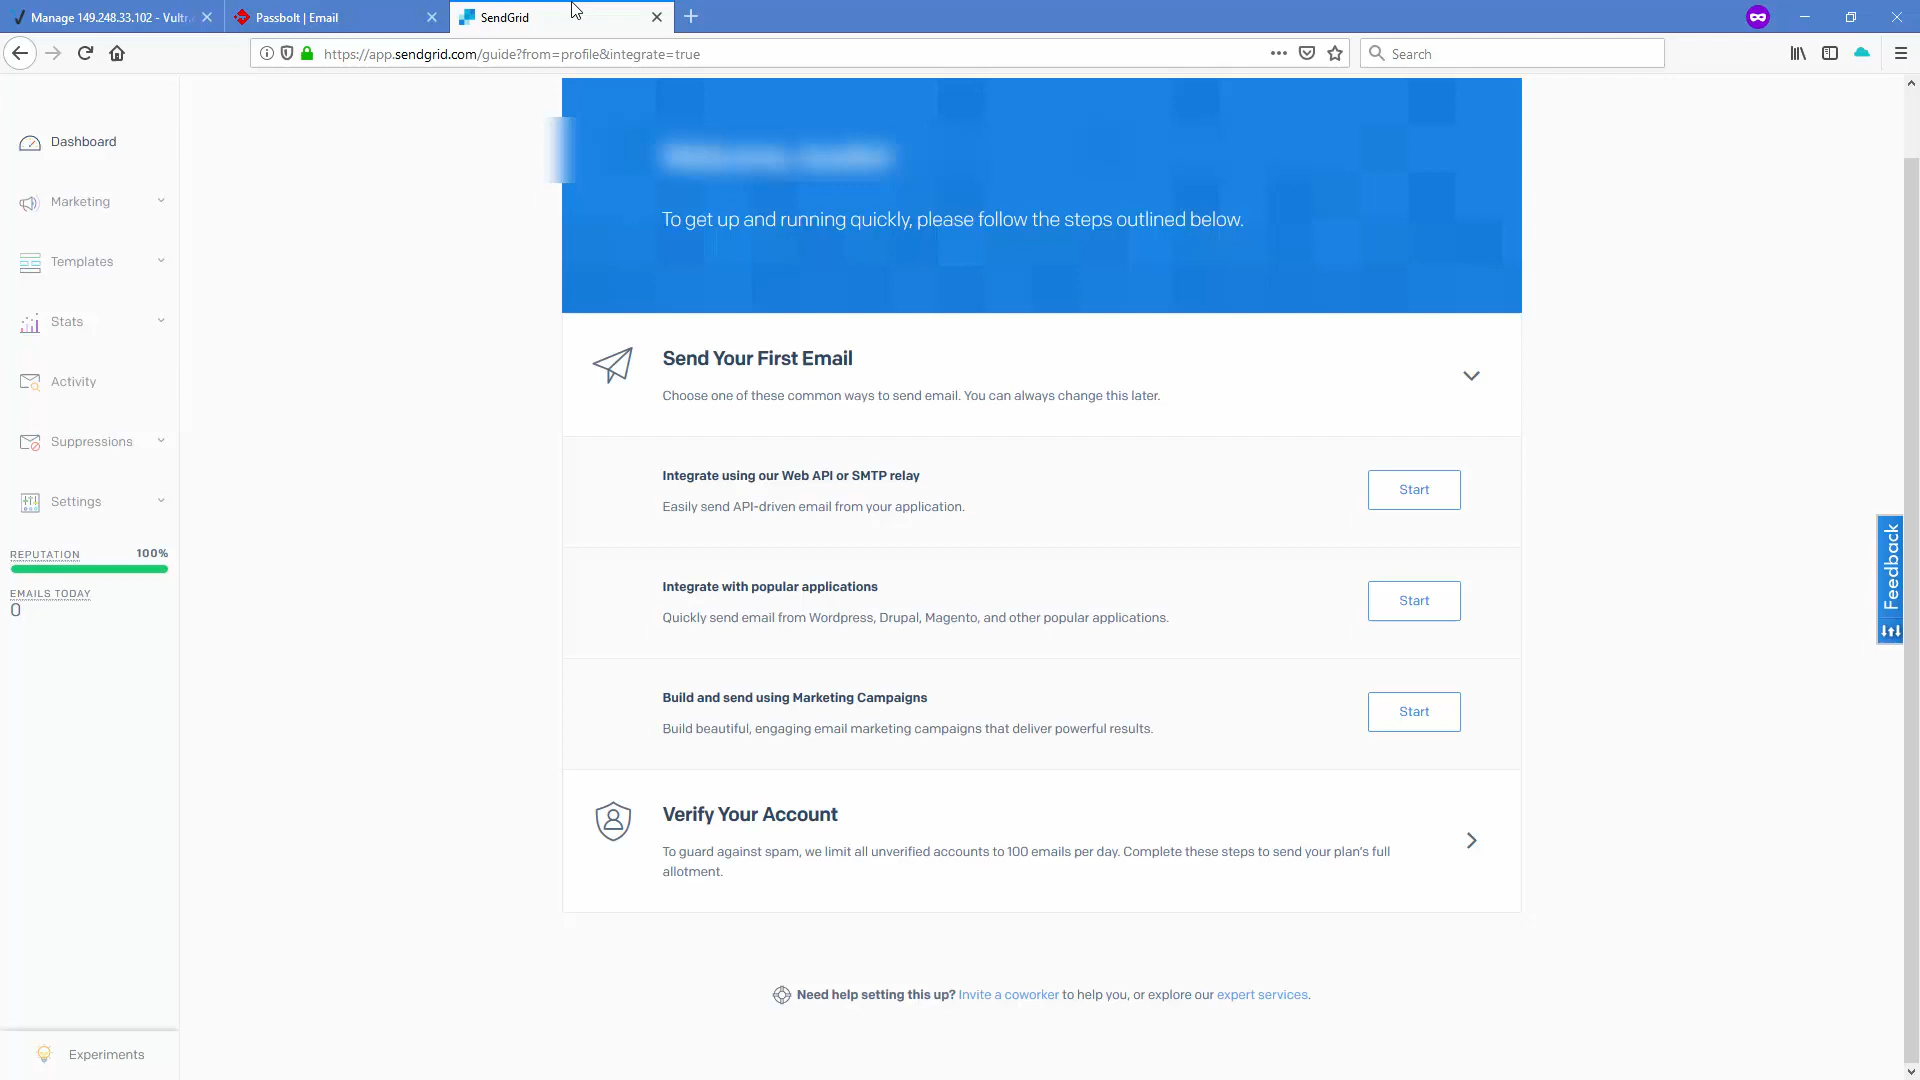 Manage 149.248.33.102 - Vultr.
Passbolt | Email
SendGrid
https://app.sendgrid.com/guide?from=profile&integrate=true
Search
Dashboard
Marketing
Templates
Stats
Activity
Suppressions
Settings
REPUTATION 100%
EMAILS TODAY
0
Experiments
To get up and running quickly, please follow the steps outlined below.
Send Your First Email
Choose one of these common ways to send email. You can always change this later.
Integrate using our Web API or SMTP relay
Easily send API-driven email from your application.
Start
Integrate with popular applications
Quickly send email from Wordpress, Drupal, Magento, and other popular applications.
Start
Build and send using Marketing Campaigns
Build beautiful, engaging email marketing campaigns that deliver powerful results.
Start
Verify Your Account
To guard against spam, we limit all unverified accounts to 100 emails per day. Complete these steps to send your plan's full
allotment.
Need help setting this up? Invite a coworker to help you, or explore our expert services.
Feedback